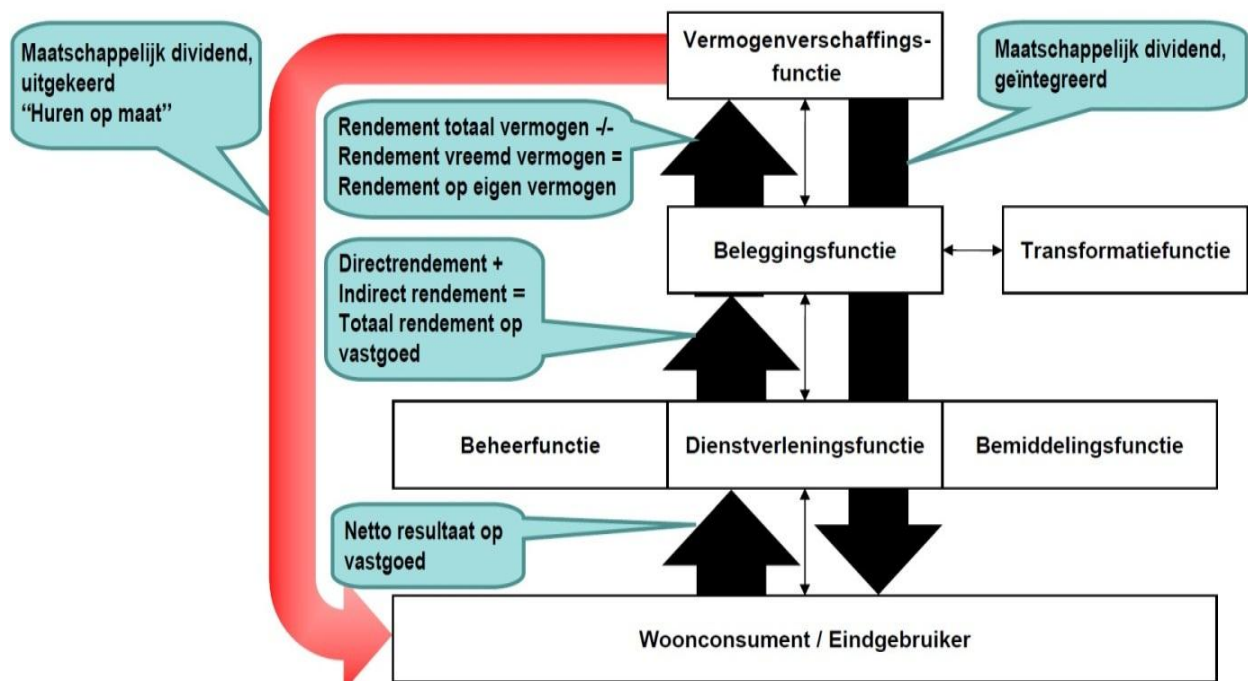 Maatschappelijk dividend,
uitgekeerd
“Huren op maat”
Vermogenverschaffings-
functie
Maatschappelijk dividend,
geïntegreerd
Rendement totaal vermogen -/-
Rendement vreemd vermogen =
Rendement op eigen vermogen
Beleggingsfunctie
Transformatiefunctie
Directrendement +
Indirect rendement =
Totaal rendement op
vastgoed
Beheerfunctie
Dienstverleningsfunctie
Bemiddelingsfunctie
Netto resultaat op
vastgoed
Woonconsument / Eindgebruiker